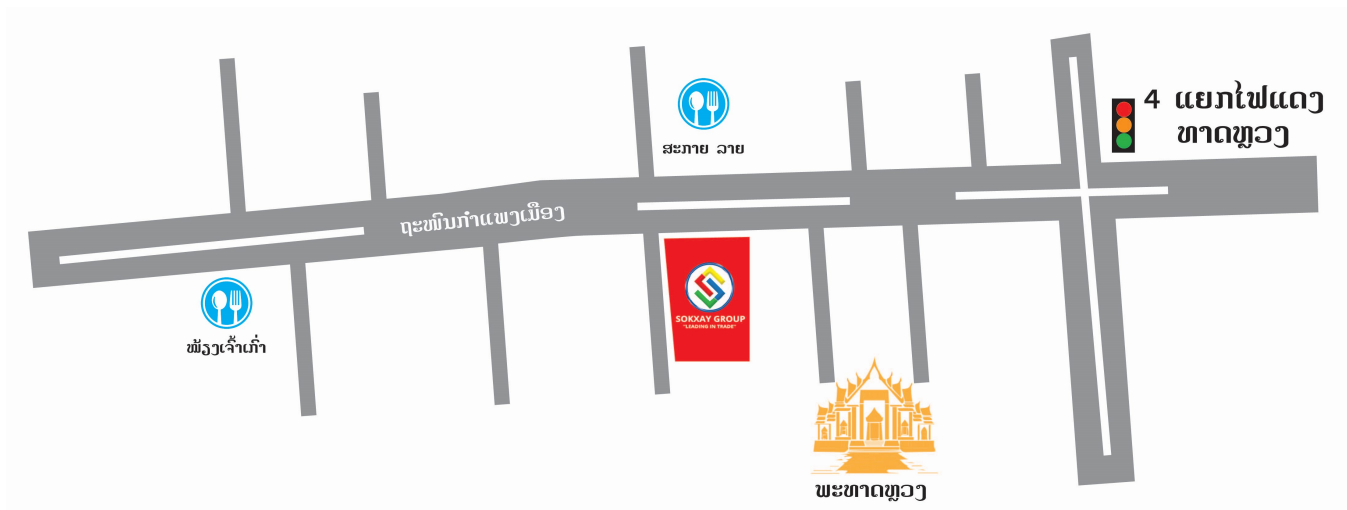 4 ແຍກໄຟແດງ
ທາດຫຼວງ
ສະກາຍ ລາຍ
ຖະໜົນກຳແພງເມືອງ
SOKXAY GROUP
"LEADING IN TRADE"
ໝ້ຽງເຈົ້າເກົ່າ
ພະທາດຫຼວງ